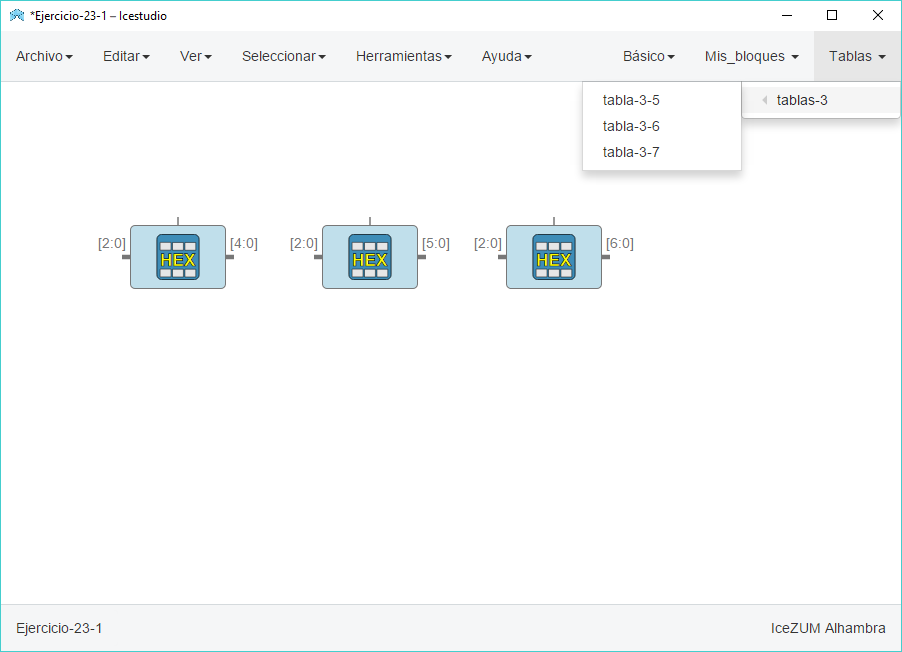 *Ejercicio-23-1 – Icestudio
Archivo Editar Ver Seleccionar Herramientas Ayuda Básico Mis_bloques Tablas
tabla-3-5 tablas-3
tabla-3-6
tabla-3-7
[2:0] [4:0] [2:0] [5:0] [2:0] [6:0]
HEX HEX HEX
Ejercicio-23-1 IceZUM Alhambra